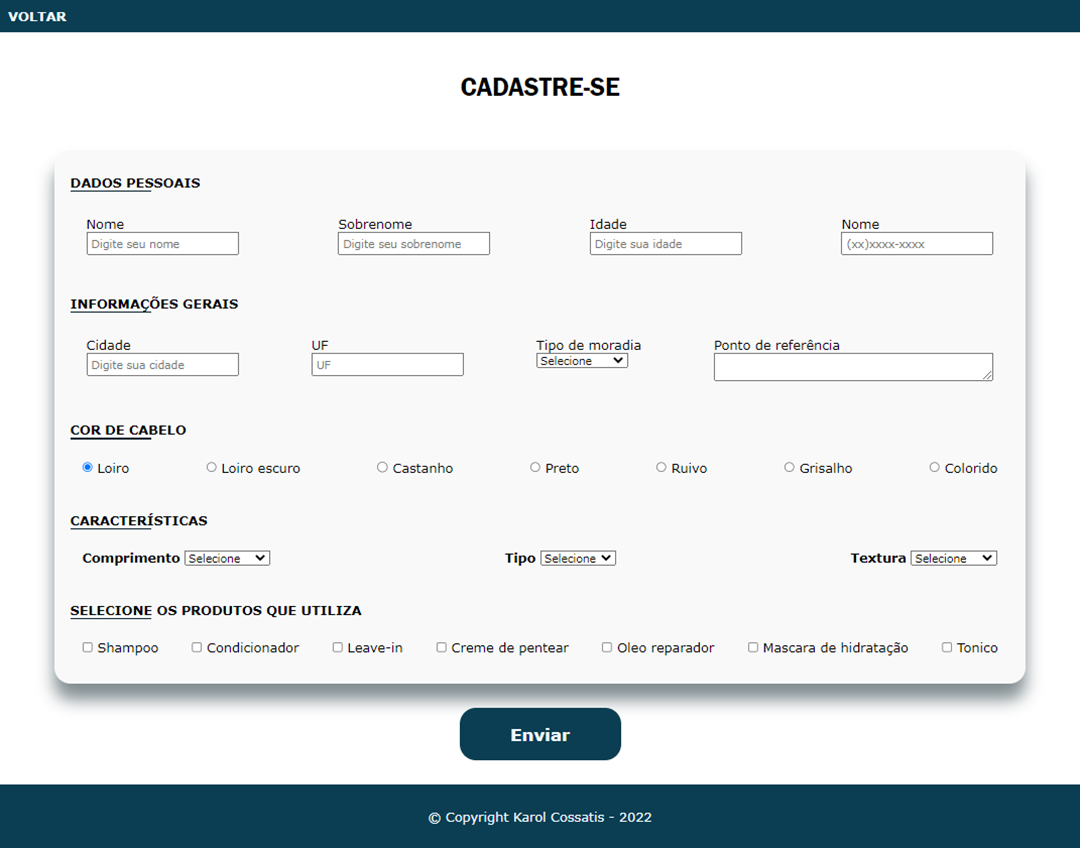 VOLTAR
CADASTRE-SE
DADOS PESSOAIS
Nome Sobrenome Idade Nome
Digite seu nome Digite seu sobrenome Digite sua idade (xx)xxxx-xxxx
INFORMAÇÕES GERAIS
Cidade UF Tipo de moradia Ponto de referência
Digite sua cidade UF Selecione
COR DE CABELO
Loiro Loiro escuro Castanho Preto Ruivo Grisalho Colorido
CARACTERÍSTICAS
Comprimento Selecione Tipo Selecione Textura Selecione
SELECIONE OS PRODUTOS QUE UTILIZA
Shampoo Condicionador Leave-in Creme de pentear Oleo reparador Mascara de hidratação Tonico
Enviar
© Copyright Karol Cossatis - 2022